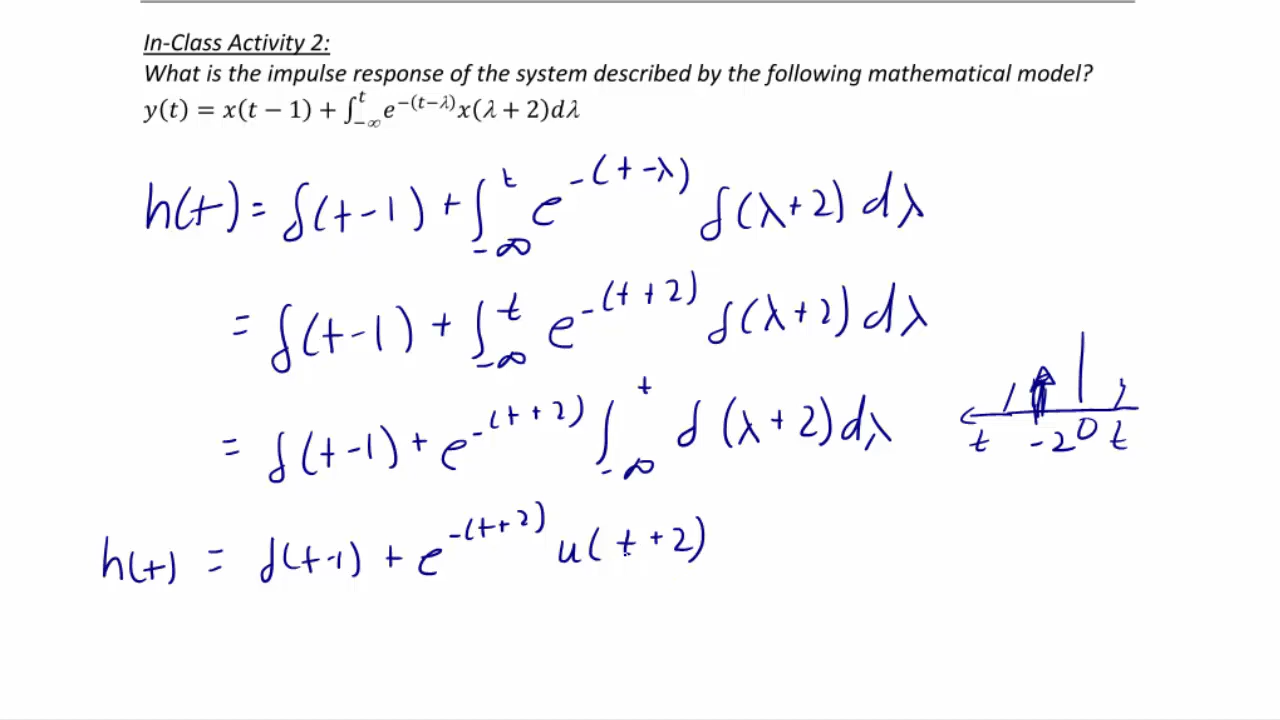 In-Class Activity 2:
What is the impulse response of the system described by the following mathematical model?
y(t) = x(t − 1) + ∫_{−∞}^{t} e^{−(t−λ)} x(λ + 2)dλ
h(t) = δ(t-1) + ∫_{-∞}^{t} e^{-(t-λ)} δ(λ+2) dλ
= δ(t-1) + ∫_{-∞}^{t} e^{-(t+2)} δ(λ+2) dλ
= δ(t-1) + e^{-(t+2)} ∫_{-∞}^{t} δ(λ+2) dλ
t -2 0 t
h(t) = δ(t-1) + e^{-(t+2)} u(t+2)